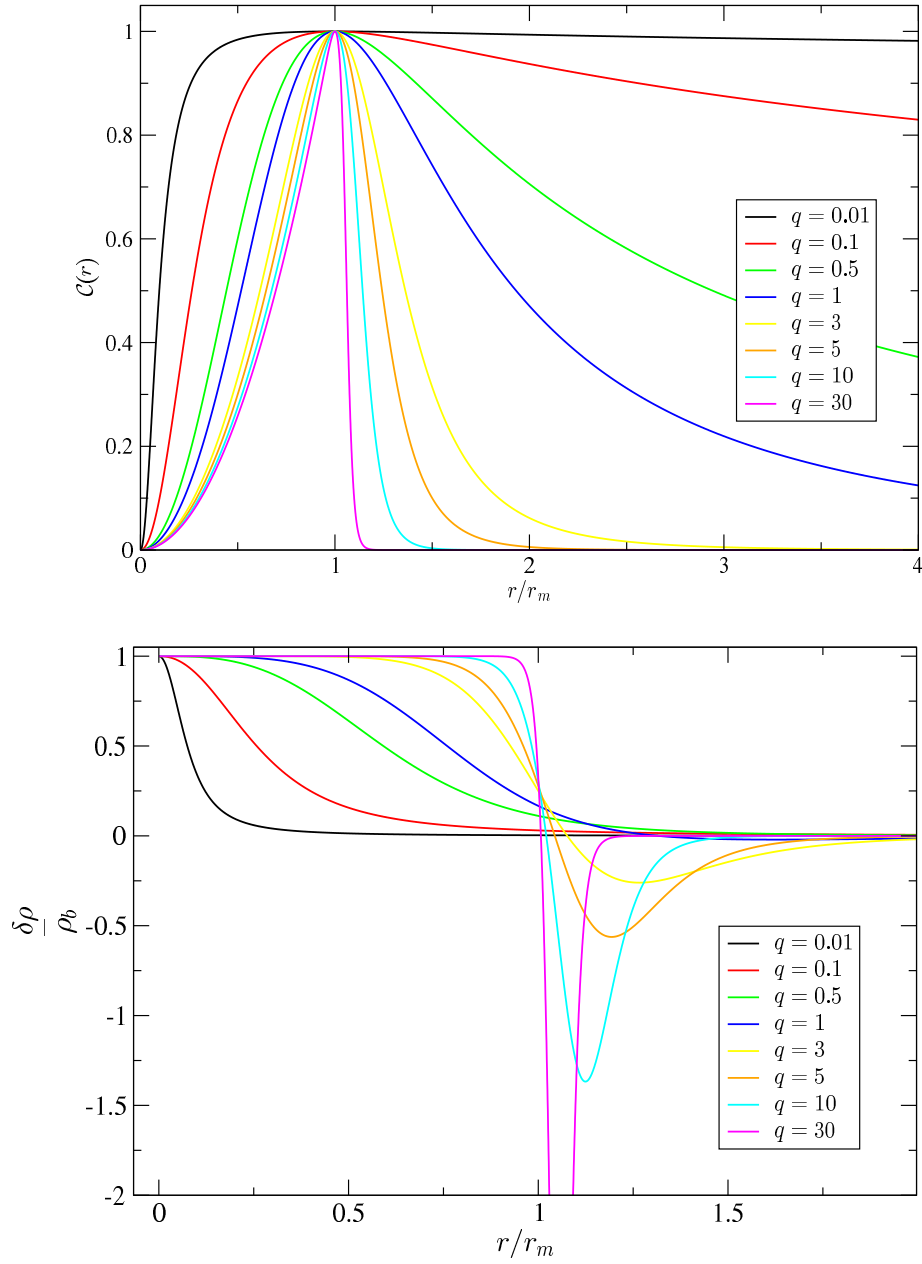 1
0.8
0.6
0.4
0.2
0
C(r)
0
1
2
3
4
r/r_m
q = 0.01
q = 0.1
q = 0.5
q = 1
q = 3
q = 5
q = 10
q = 30
1
0.5
0
-0.5
-1
-1.5
-2
δρ
ρ_b
0
0.5
1
1.5
r/r_m
q = 0.01
q = 0.1
q = 0.5
q = 1
q = 3
q = 5
q = 10
q = 30